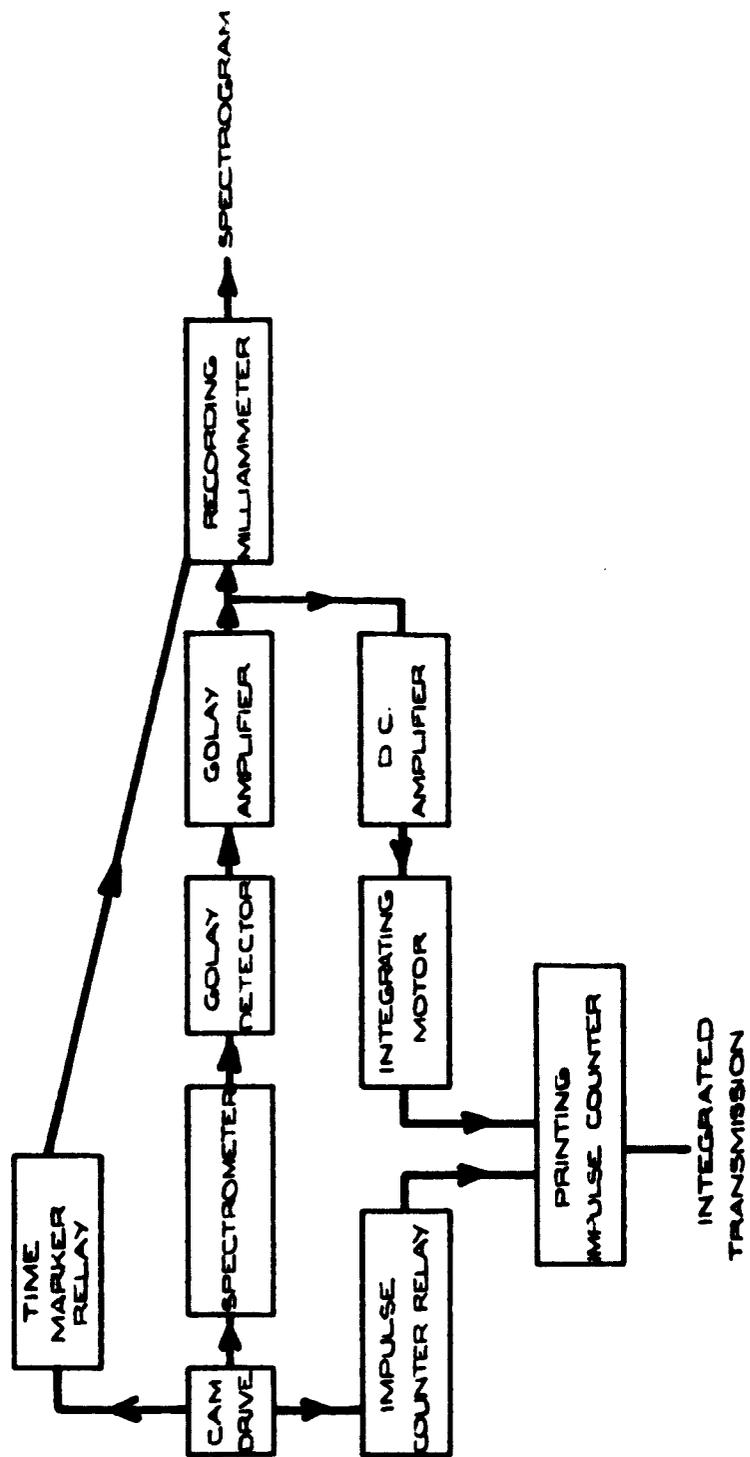 TIME
MARKER
RELAY
CAM
DRIVE
SPECTROMETER
GOLAY
DETECTOR
GOLAY
AMPLIFIER
RECORDING
MILLIAMMETER
SPECTROGRAM
IMPULSE
COUNTER RELAY
INTEGRATING
MOTOR
D C.
AMPLIFIER
PRINTING
IMPULSE COUNTER
INTEGRATED
TRANSMISSION